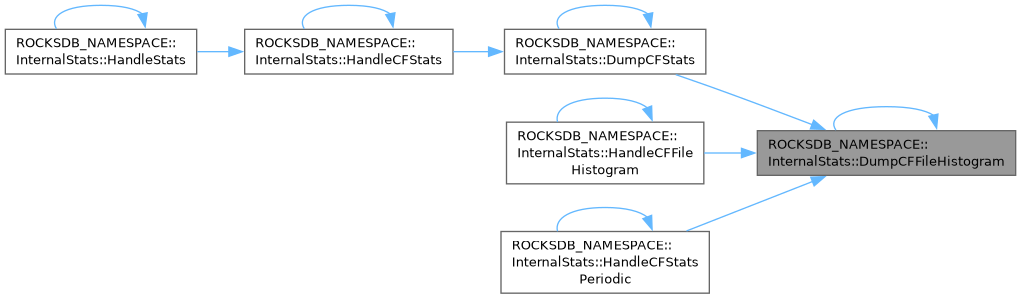 ROCKSDB_NAMESPACE::
InternalStats::HandleStats
ROCKSDB_NAMESPACE::
InternalStats::HandleCFStats
ROCKSDB_NAMESPACE::
InternalStats::DumpCFStats
ROCKSDB_NAMESPACE::
InternalStats::HandleCFFile
Histogram
ROCKSDB_NAMESPACE::
InternalStats::DumpCFFileHistogram
ROCKSDB_NAMESPACE::
InternalStats::HandleCFStats
Periodic